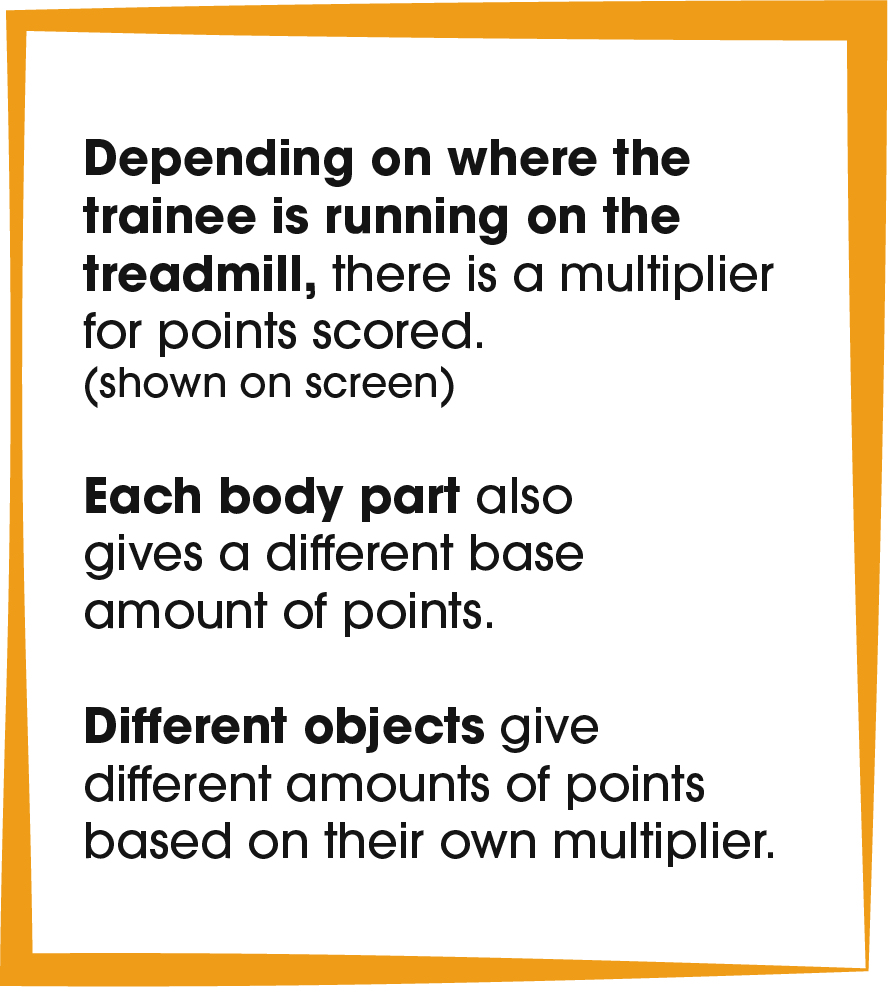 Depending on where the
trainee is running on the
treadmill, there is a multiplier
for points scored.
(shown on screen)
Each body part also
gives a different base
amount of points.
Different objects give
different amounts of points
based on their own multiplier.